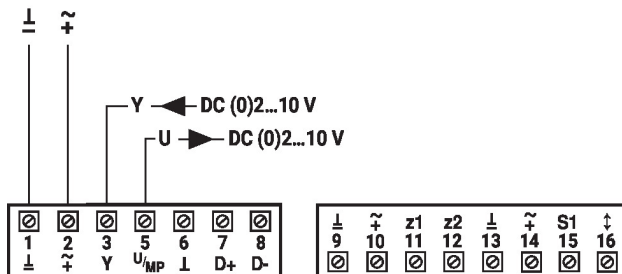 ⊥ ~
Y DC (0)2...10 V
U DC (0)2...10 V
1 2 3 5 6 7 8
⊥ ~+ Y U/MP ⊥ D+ D-
⊥ ~+ z1 z2 ⊥ ~+ S1 ↕
9 10 11 12 13 14 15 16